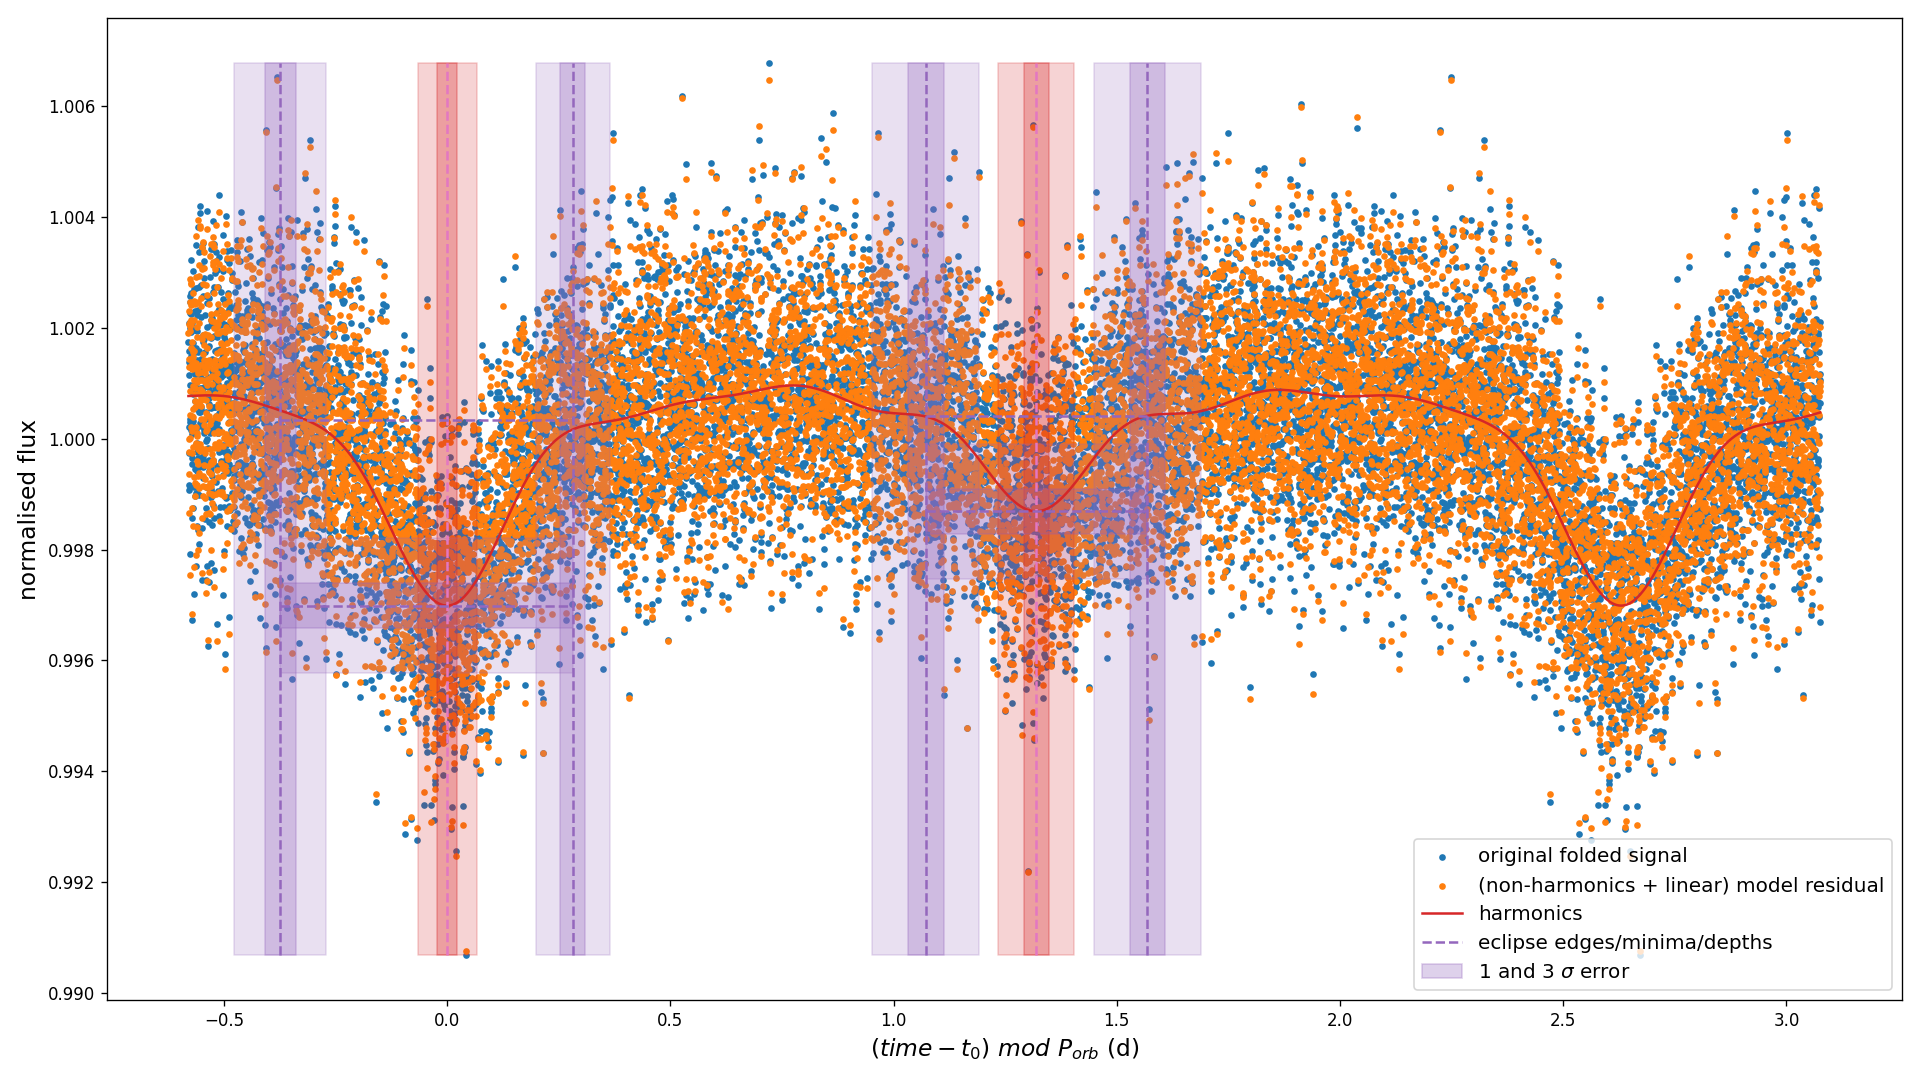 normalised flux
1.006
1.004
1.002
1.000
0.998
0.996
0.994
0.992
0.990
−0.5 0.0 0.5 1.0 1.5 2.0 2.5 3.0
(time − t₀) mod P_orb (d)
original folded signal
(non-harmonics + linear) model residual
harmonics
eclipse edges/minima/depths
1 and 3 σ error